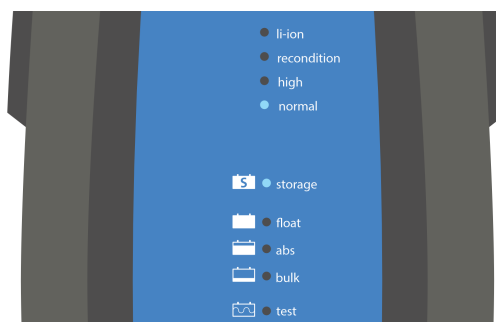 li-ion
recondition
high
normal
S storage
float
abs
bulk
test